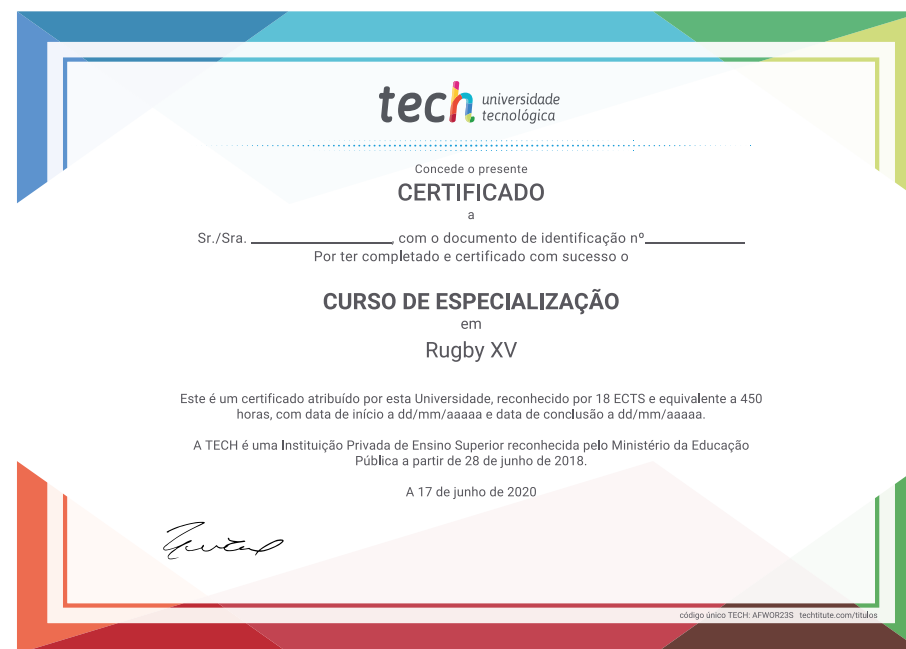 tech universidade
tecnológica
Concede o presente
CERTIFICADO
a
Sr./Sra. ____________, com o documento de identificação nº____________
Por ter completado e certificado com sucesso o
CURSO DE ESPECIALIZAÇÃO
em
Rugby XV
Este é um certificado atribuído por esta Universidade, reconhecido por 18 ECTS e equivalente a 450
horas, com data de início a dd/mm/aaaaa e data de conclusão a dd/mm/aaaaa.
A TECH é uma Instituição Privada de Ensino Superior reconhecida pelo Ministério da Educação
Pública a partir de 28 de junho de 2018.
A 17 de junho de 2020
código único TECH: AFWOR23S techtitute.com/titulos